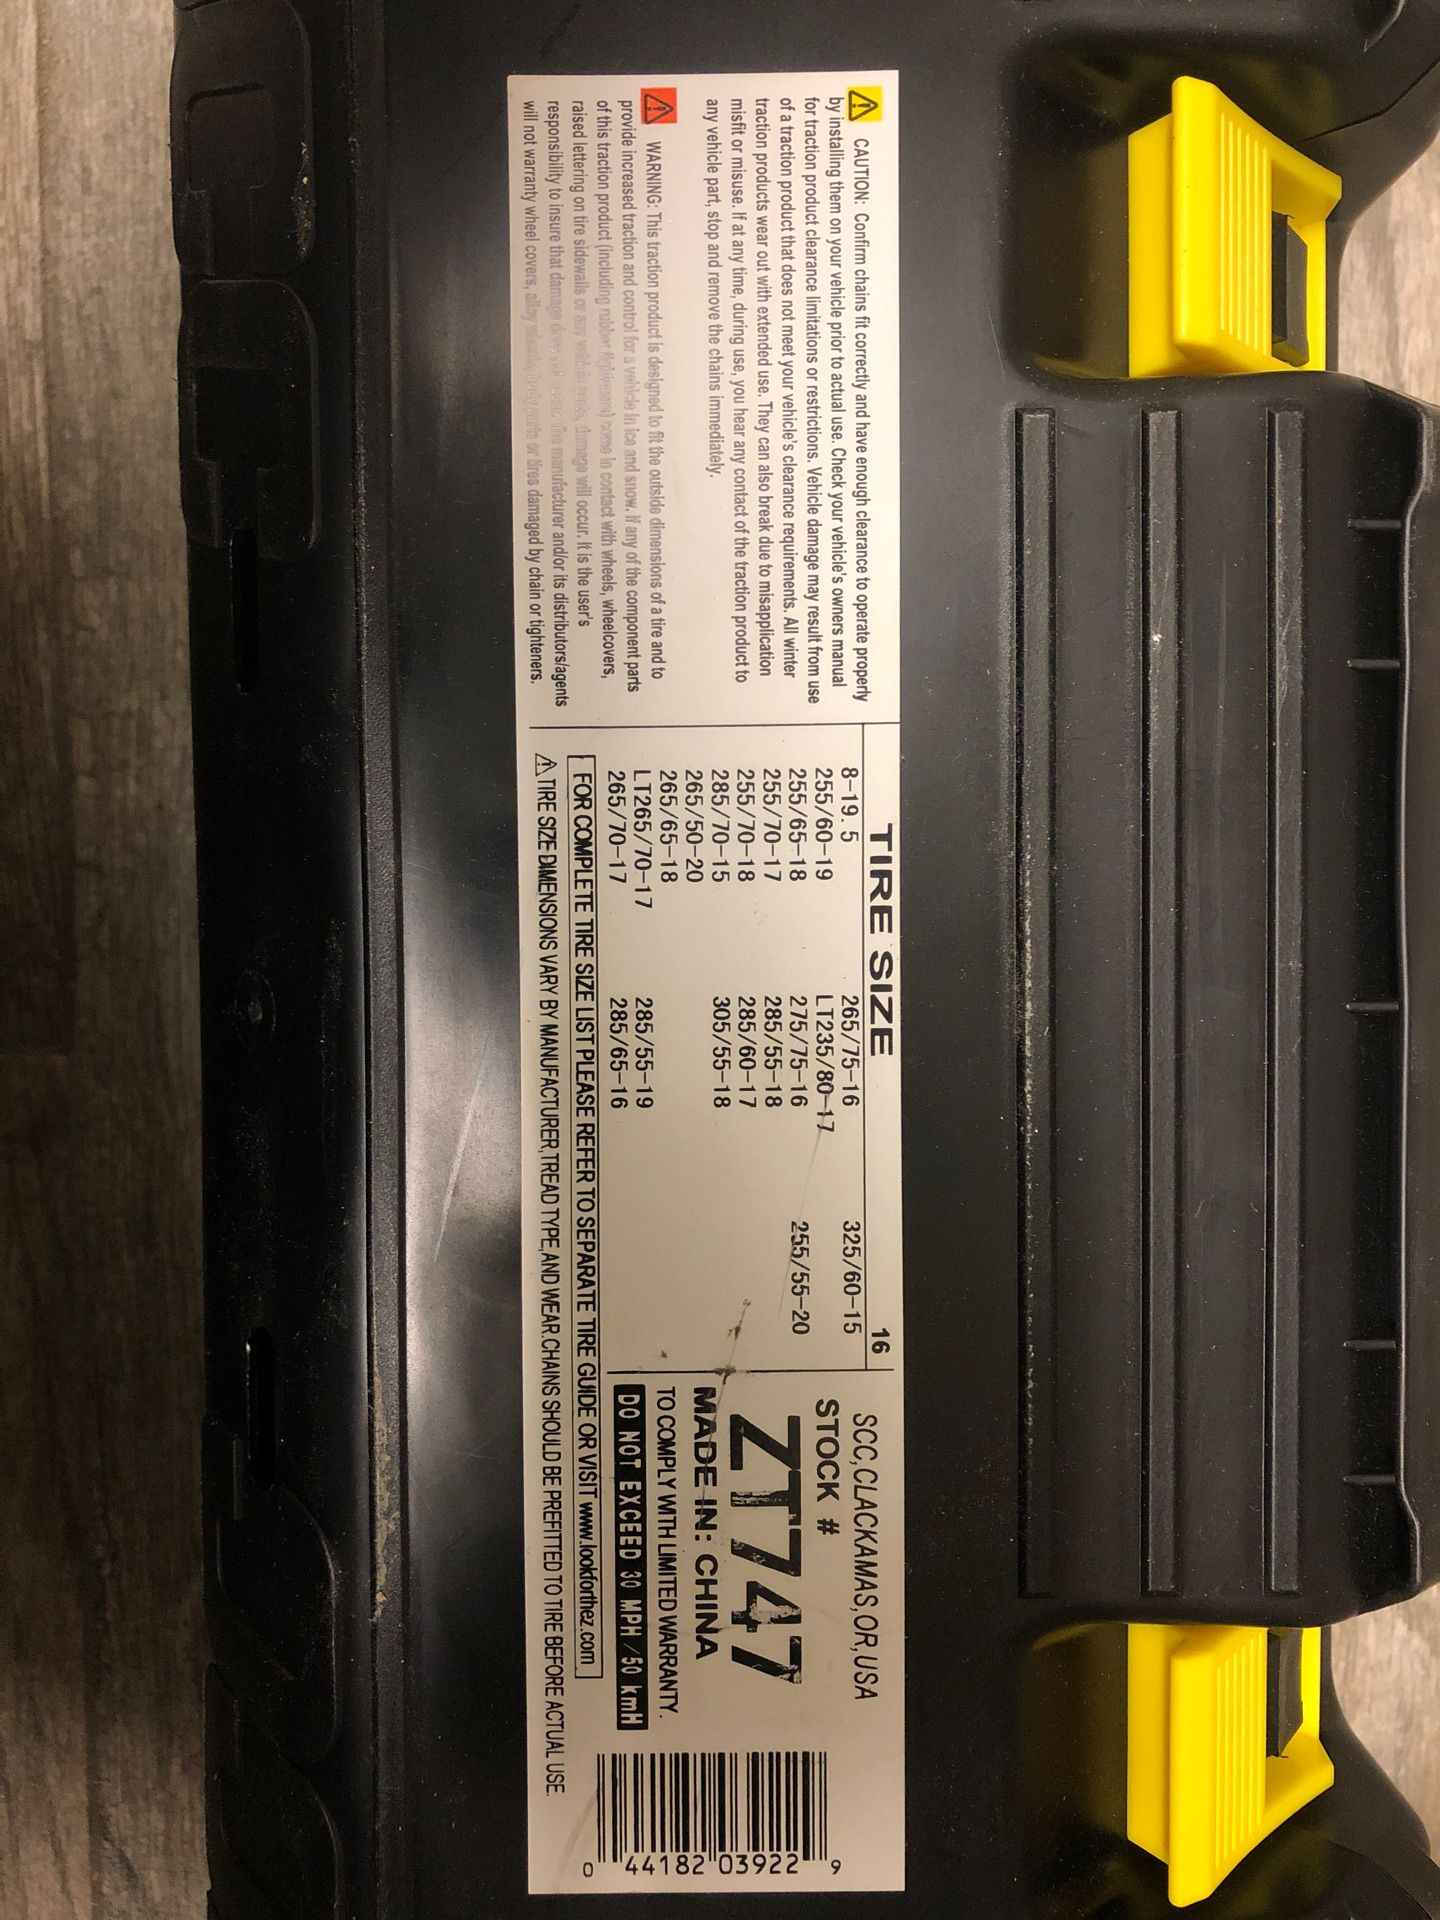 CAUTION: Confirm chains fit correctly and have enough clearance to operate properly
by installing them on your vehicle prior to actual use. Check your vehicle's owners manual
for traction product clearance limitations or restrictions. Vehicle damage may result from use
of a traction product that does not meet your vehicle's clearance requirements. All winter
traction products wear out with extended use. They can also break due to misapplication
misfit or misuse. If at any time, during use, you hear any contact of the traction product to
any vehicle part, stop and remove the chains immediately.
WARNING: This traction product is designed to fit the outside dimensions of a tire and to
provide increased traction and control for a vehicle in ice and snow. If any of the component parts
of this traction product (including rubber tighteners) come in contact with wheels, wheelcovers,
raised lettering on tire sidewalls or any vehicle parts, damage will occur. It is the user's
responsibility to insure that damage does not occur. The manufacturer and/or its distributors/agents
will not warranty wheel covers, alloy wheels, body parts or tires damaged by chain or tighteners.
TIRE SIZE 16
8-19.5 265/75-16 325/60-15
255/60-19 LT235/80-17
255/65-18 275/75-16 255/55-20
255/70-17 285/55-18
255/70-18 285/60-17
285/70-15 305/55-18
265/50-20
265/65-18
LT265/70-17 285/55-19
265/70-17 285/65-16
FOR COMPLETE TIRE SIZE LIST PLEASE REFER TO SEPARATE TIRE GUIDE OR VISIT www.lookforthez.com
TIRE SIZE DIMENSIONS VARY BY MANUFACTURER,TREAD TYPE,AND WEAR.CHAINS SHOULD BE PREFITTED TO TIRE BEFORE ACTUAL USE.
SCC,CLACKAMAS,OR,USA
STOCK #
ZT747
MADE IN: CHINA
TO COMPLY WITH LIMITED WARRANTY.
DO NOT EXCEED 30 MPH/50 kmH
0 44182 03922 9